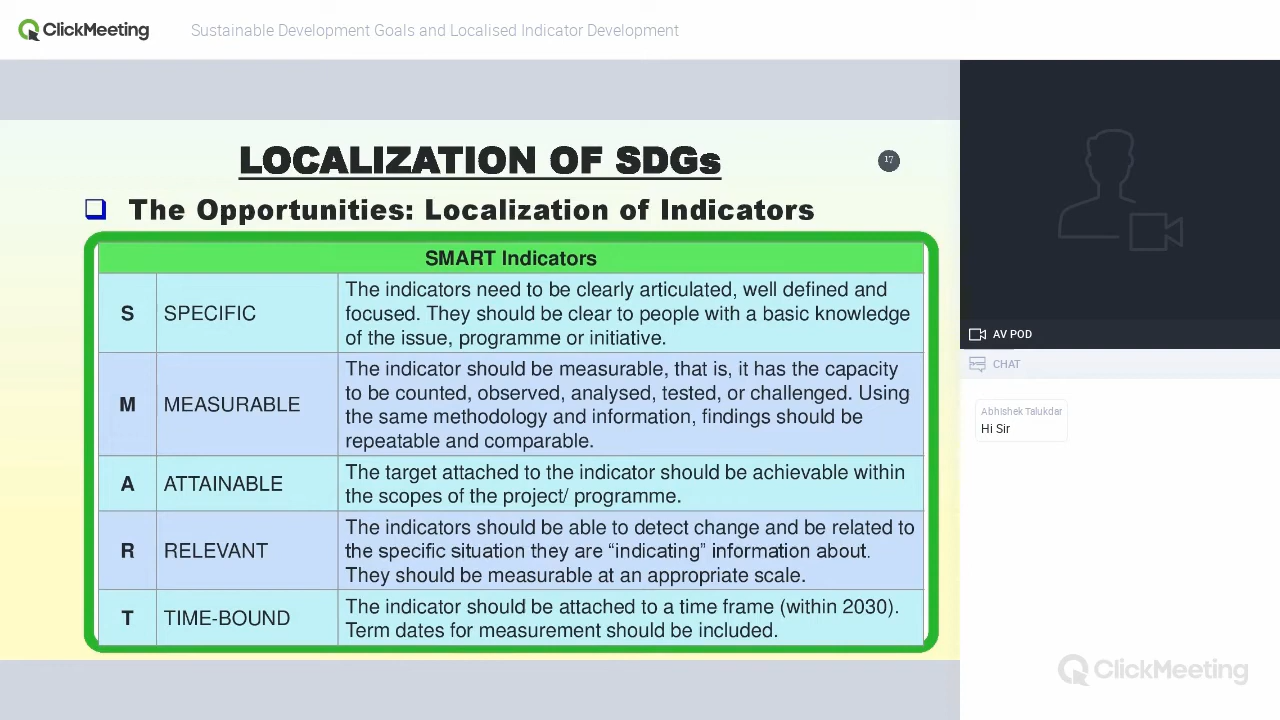 ClickMeeting
Sustainable Development Goals and Localised Indicator Development
LOCALIZATION OF SDGs
17
The Opportunities: Localization of Indicators
SMART Indicators
S
SPECIFIC
The indicators need to be clearly articulated, well defined and
focused. They should be clear to people with a basic knowledge
of the issue, programme or initiative.
M
MEASURABLE
The indicator should be measurable, that is, it has the capacity
to be counted, observed, analysed, tested, or challenged. Using
the same methodology and information, findings should be
repeatable and comparable.
A
ATTAINABLE
The target attached to the indicator should be achievable within
the scopes of the project/ programme.
R
RELEVANT
The indicators should be able to detect change and be related to
the specific situation they are “indicating” information about.
They should be measurable at an appropriate scale.
T
TIME-BOUND
The indicator should be attached to a time frame (within 2030).
Term dates for measurement should be included.
AV POD
CHAT
Abhishek Talukdar
Hi Sir
ClickMeeting